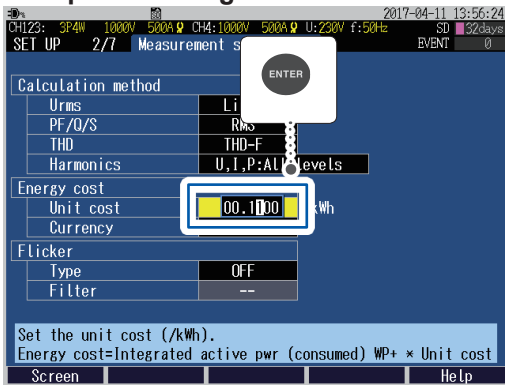 CH123: 3P4W 1000V 500A CH4:1000V 500A U:230V f:50Hz
2017-04-11 13:56:24
SD 32days
SET UP 2/7 Measurement s
EVENT 0
ENTER
Calculation method
Urms
PF/Q/S RMS
THD THD-F
Harmonics U,I,P:All levels
Energy cost
Unit cost 00.1000 kWh
Currency
Flicker
Type OFF
Filter --
Set the unit cost (/kWh).
Energy cost=Integrated active pwr (consumed) WP+ * Unit cost
Screen Help